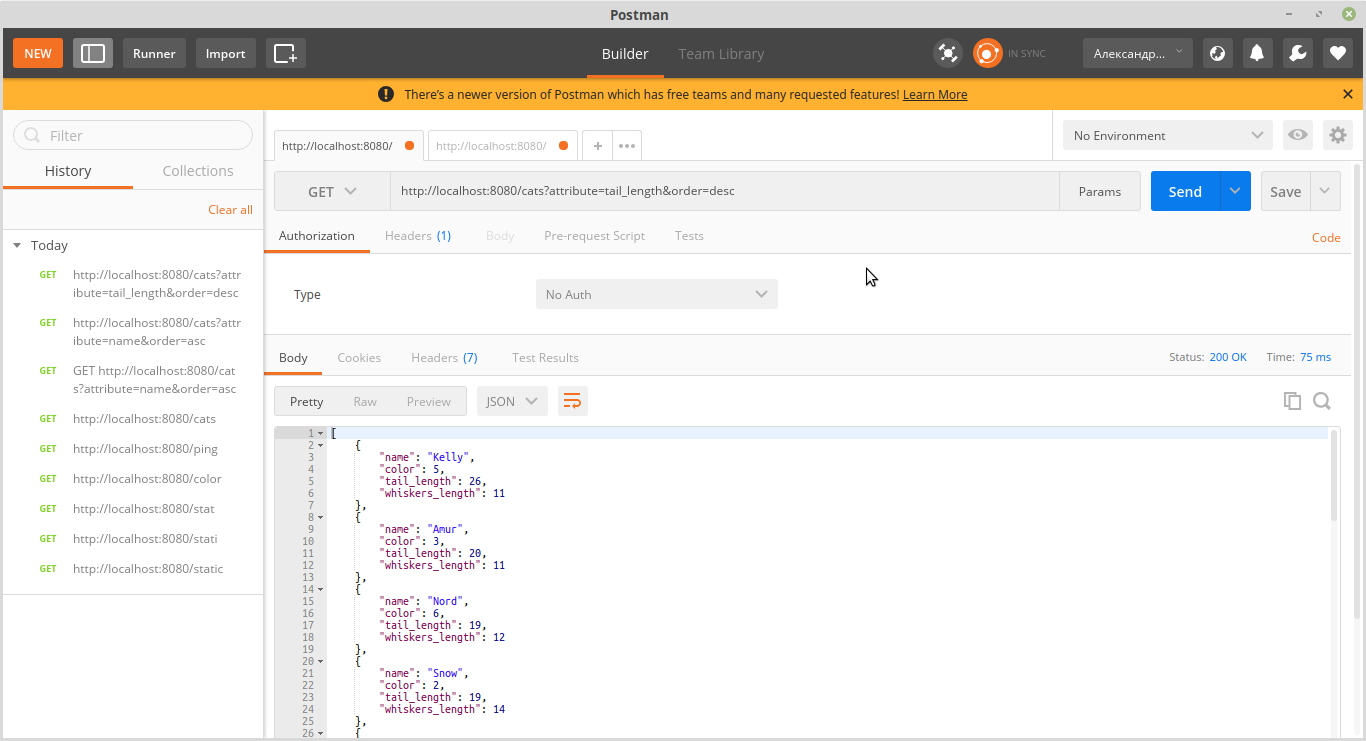 Postman
NEW
Runner
Import
Builder
Team Library
IN SYNC
Александр...
There's a newer version of Postman which has free teams and many requested features! Learn More
Filter
History
Collections
Clear all
Today
GET http://localhost:8080/cats?attr
ibute=tail_length&order=desc
GET http://localhost:8080/cats?attr
ibute=name&order=asc
GET GET http://localhost:8080/cat
s?attribute=name&order=asc
GET http://localhost:8080/cats
GET http://localhost:8080/ping
GET http://localhost:8080/color
GET http://localhost:8080/stat
GET http://localhost:8080/stati
GET http://localhost:8080/static
http://localhost:8080/
http://localhost:8080/
No Environment
GET
http://localhost:8080/cats?attribute=tail_length&order=desc
Params
Send
Save
Authorization
Headers (1)
Body
Pre-request Script
Tests
Code
Type
No Auth
Body
Cookies
Headers (7)
Test Results
Status: 200 OK
Time: 75 ms
Pretty
Raw
Preview
JSON
1 [
2 {
3 "name": "Kelly",
4 "color": 5,
5 "tail_length": 26,
6 "whiskers_length": 11
7 },
8 {
9 "name": "Amur",
10 "color": 3,
11 "tail_length": 20,
12 "whiskers_length": 11
13 },
14 {
15 "name": "Nord",
16 "color": 6,
17 "tail_length": 19,
18 "whiskers_length": 12
19 },
20 {
21 "name": "Snow",
22 "color": 2,
23 "tail_length": 19,
24 "whiskers_length": 14
25 },
26 {